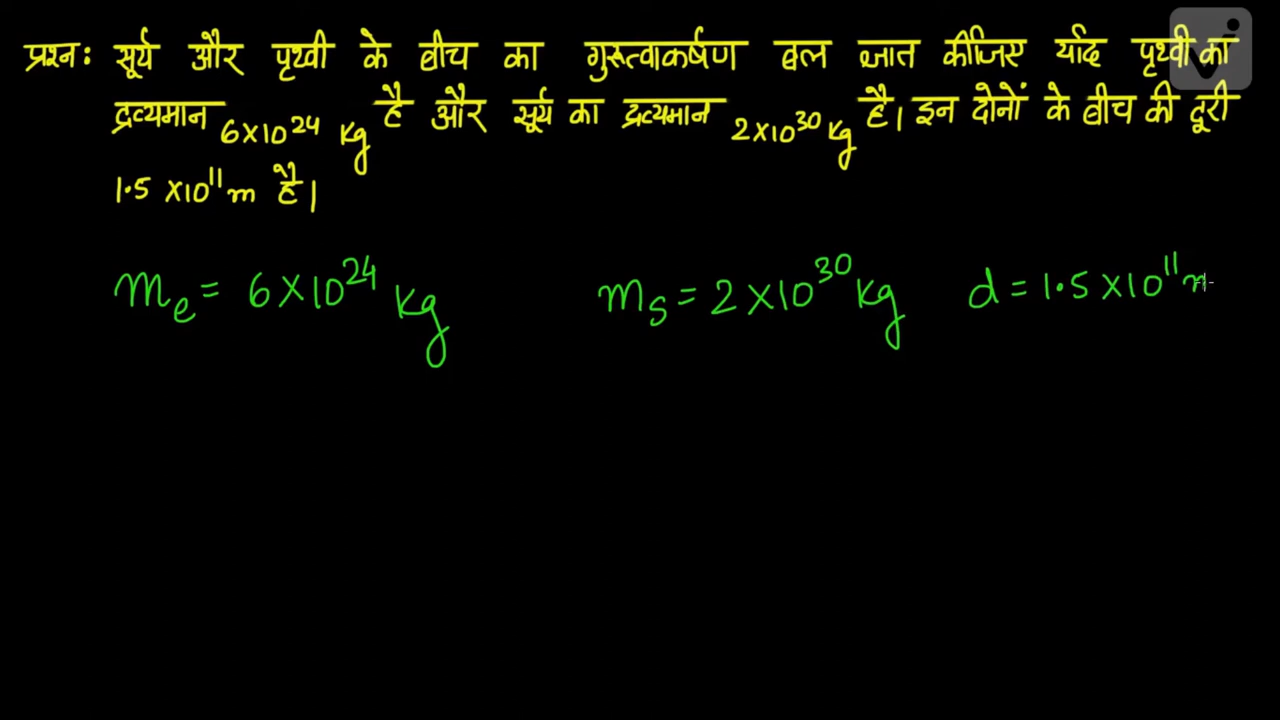 प्रश्न: सूर्य और पृथ्वी के बीच का गुरुत्वाकर्षण बल ज्ञात कीजिए यदि पृथ्वी का
द्रव्यमान 6×10²⁴ kg है और सूर्य का द्रव्यमान 2×10³⁰ kg है। इन दोनों के बीच की दूरी
1.5 ×10¹¹ m है।
mₑ = 6×10²⁴ kg mₛ = 2×10³⁰ kg d = 1.5×10¹¹ m